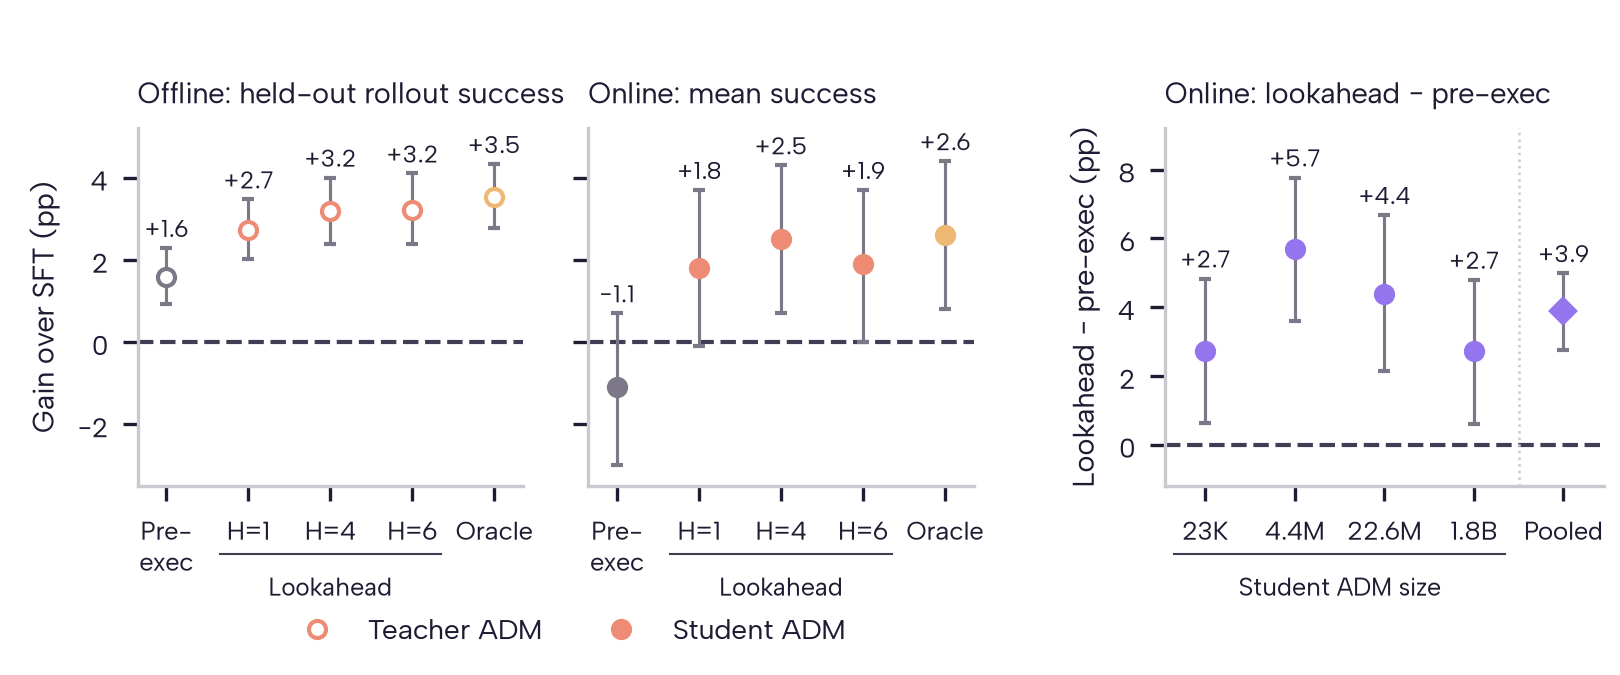 Offline: held-out rollout success
Gain over SFT (pp)
4
2
0
-2
+1.6
+2.7
+3.2
+3.2
+3.5
Pre-
exec
H=1
H=4
H=6
Oracle
Lookahead
Online: mean success
-1.1
+1.8
+2.5
+1.9
+2.6
Pre-
exec
H=1
H=4
H=6
Oracle
Lookahead
Teacher ADM
Student ADM
Online: lookahead - pre-exec
Lookahead - pre-exec (pp)
8
6
4
2
0
+2.7
+5.7
+4.4
+2.7
+3.9
23K
4.4M
22.6M
1.8B
Pooled
Student ADM size